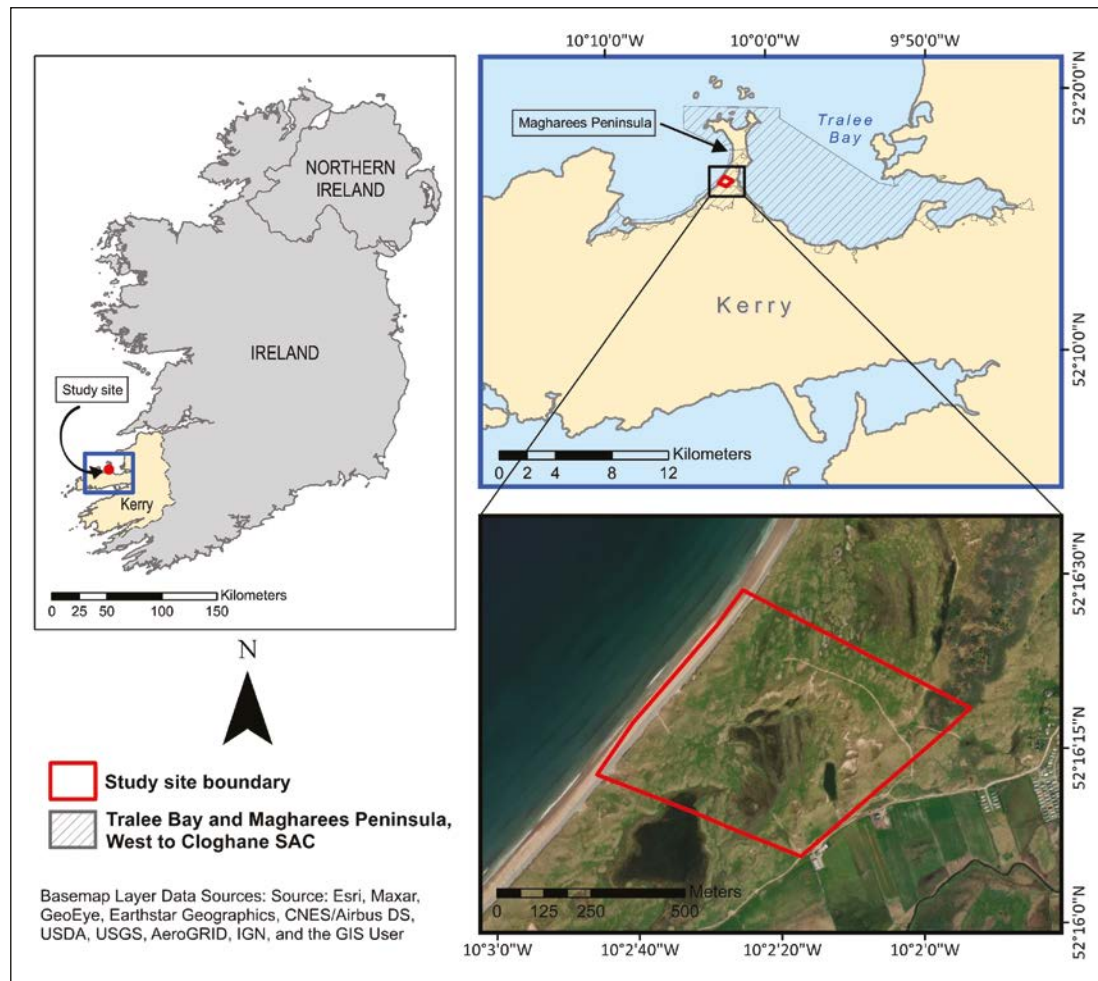 NORTHERN
IRELAND
IRELAND
Study site
Kerry
Kilometers
0 25 50 100 150
N
Study site boundary
Tralee Bay and Magharees Peninsula,
West to Cloghane SAC
Basemap Layer Data Sources: Source: Esri, Maxar,
GeoEye, Earthstar Geographics, CNES/Airbus DS,
USDA, USGS, AeroGRID, IGN, and the GIS User
10°10'0"W 10°0'0"W 9°50'0"W
52°20'0"N
Magharees Peninsula
Tralee
Bay
Kerry
52°10'0"N
Kilometers
0 2 4 8 12
52°16'30"N
52°16'15"N
52°16'0"N
Meters
0 125 250 500
10°3'0"W 10°2'40"W 10°2'20"W 10°2'0"W